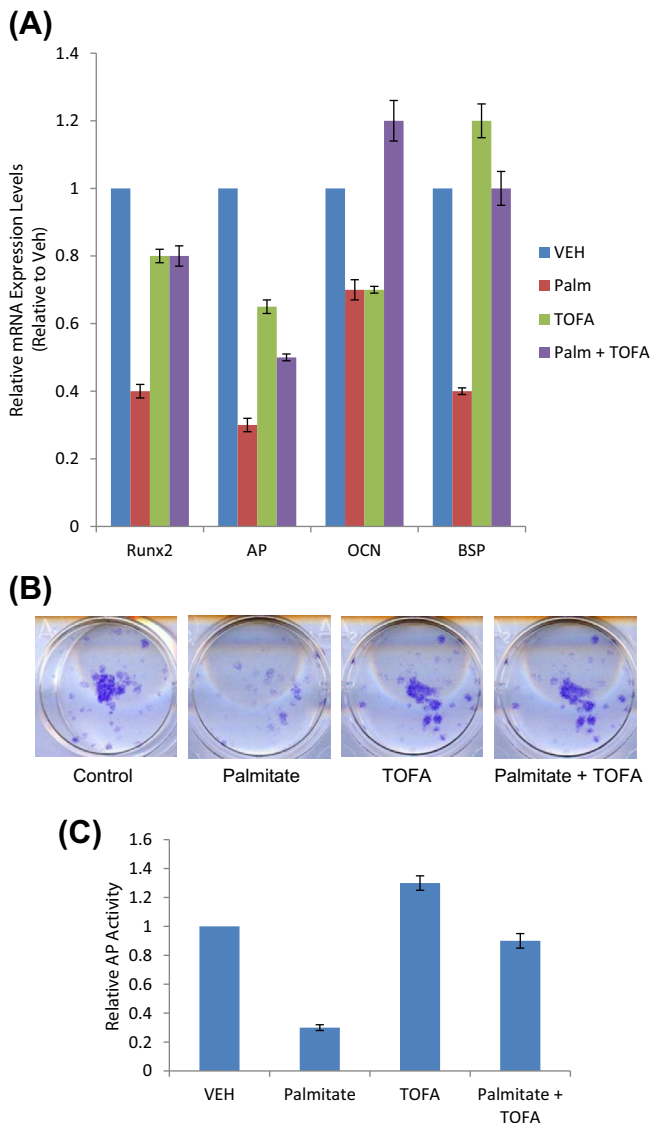 (A)
Relative mRNA Expression Levels
(Relative to Veh)
1.4
1.2
1
0.8
0.6
0.4
0.2
0
Runx2 AP OCN BSP
VEH
Palm
TOFA
Palm + TOFA
(B)
Control Palmitate TOFA Palmitate + TOFA
(C)
Relative AP Activity
1.6
1.4
1.2
1
0.8
0.6
0.4
0.2
0
VEH Palmitate TOFA Palmitate +
TOFA